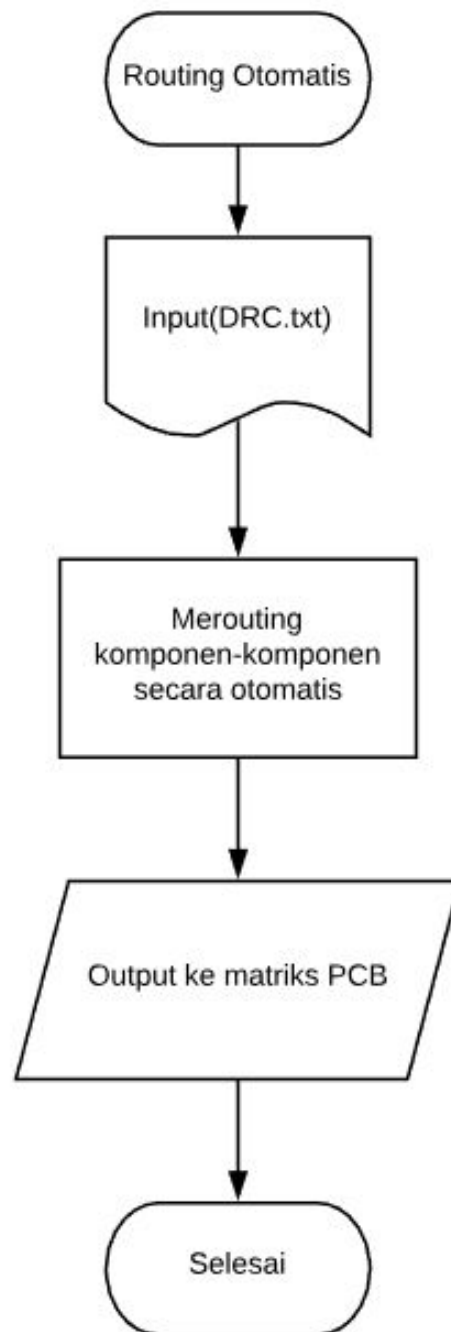 Routing Otomatis
Input(DRC.txt)
Merouting
komponen-komponen
secara otomatis
Output ke matriks PCB
Selesai